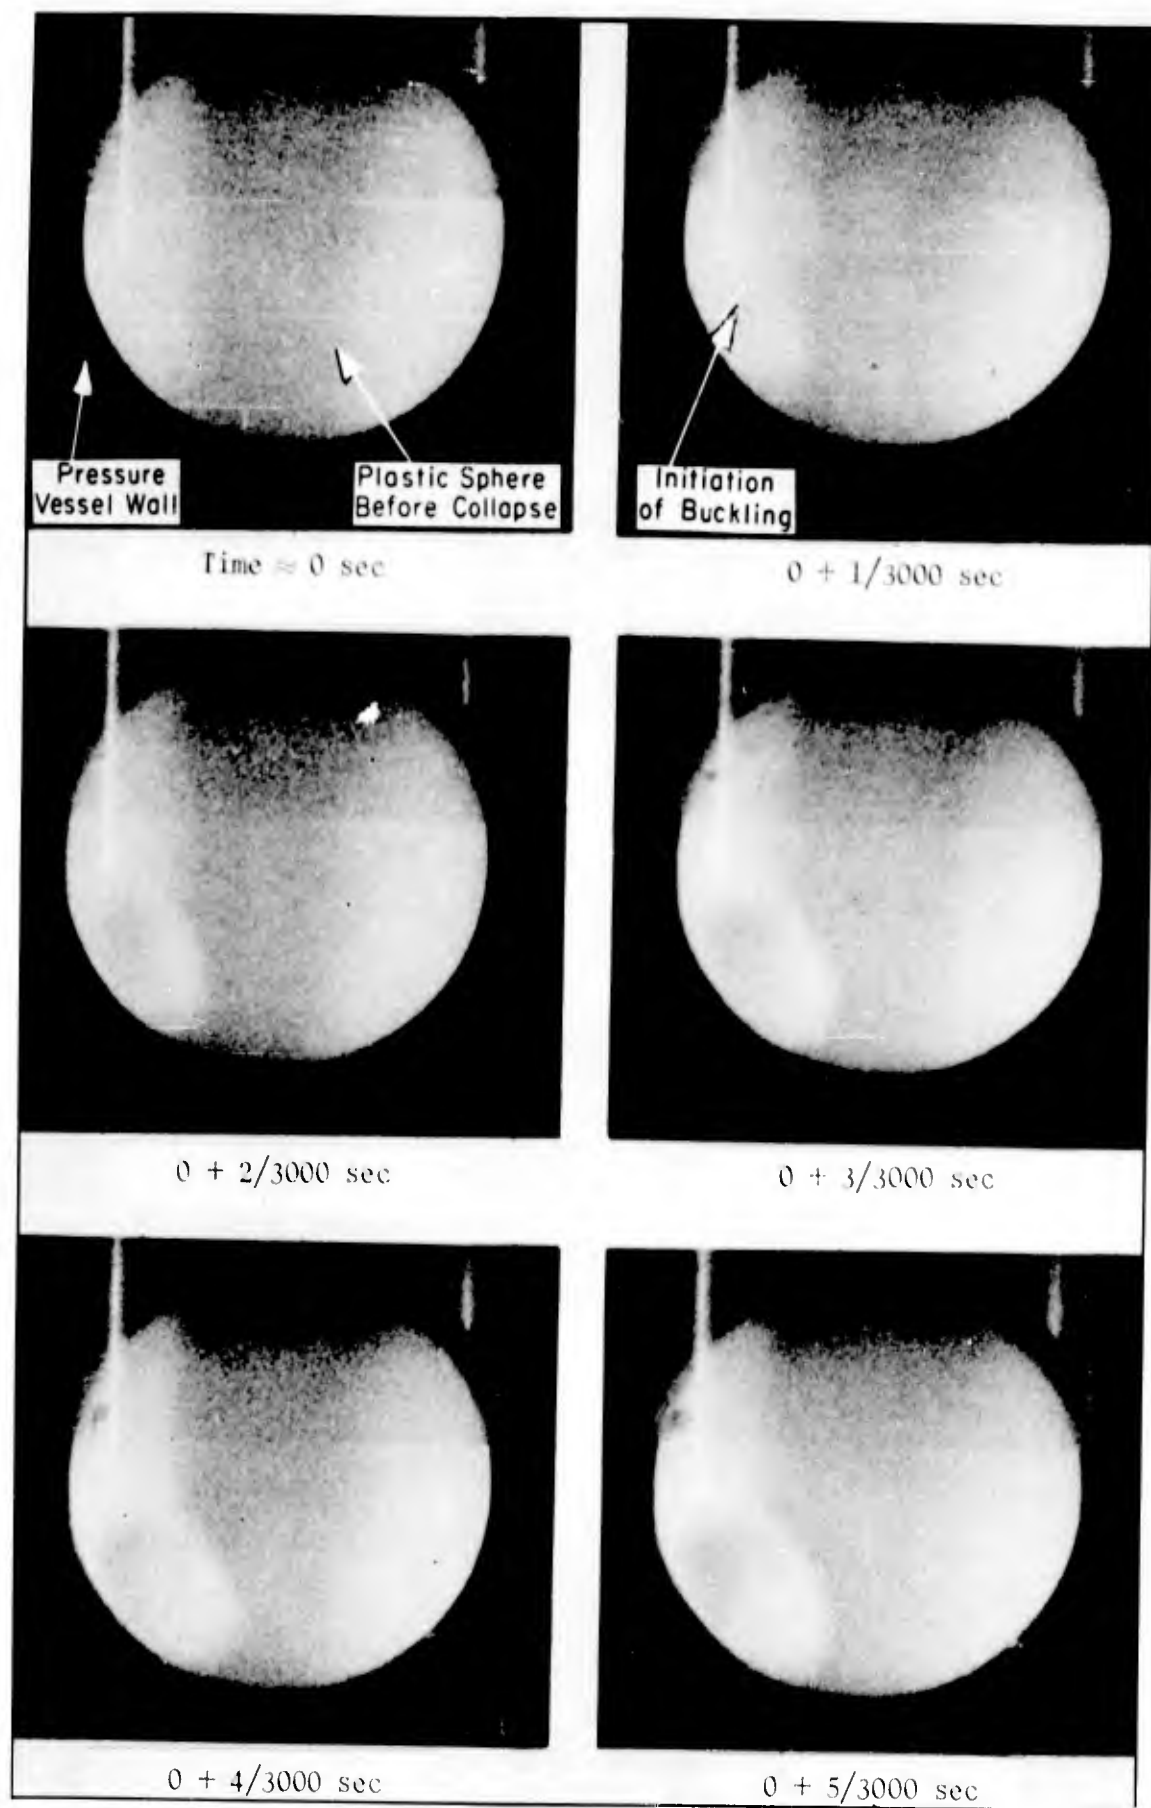 Pressure
Vessel Wall
Plastic Sphere
Before Collapse
Time ≈ 0 sec
Initiation
of Buckling
0 + 1/3000 sec
0 + 2/3000 sec
0 + 3/3000 sec
0 + 4/3000 sec
0 + 5/3000 sec